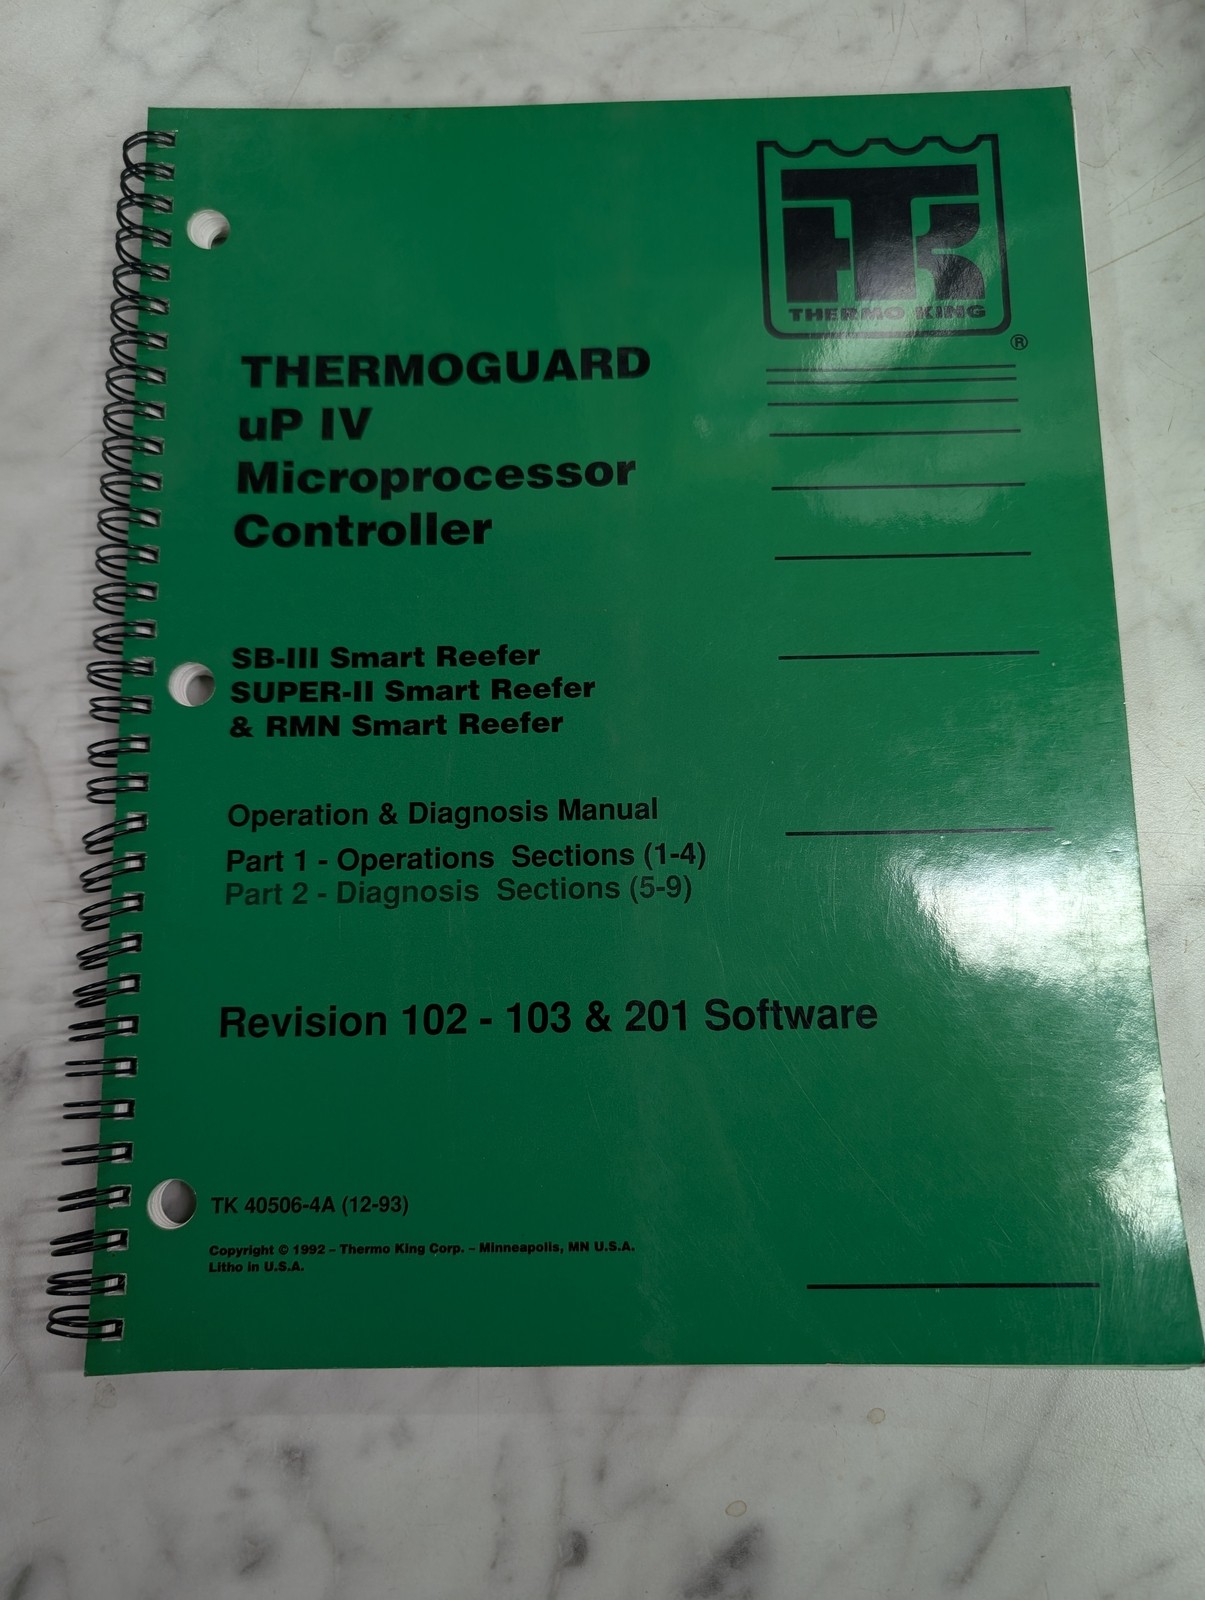 TK
THERMO KING
®
THERMOGUARD
uP IV
Microprocessor
Controller
SB-III Smart Reefer
SUPER-II Smart Reefer
& RMN Smart Reefer
Operation & Diagnosis Manual
Part 1 - Operations Sections (1-4)
Part 2 - Diagnosis Sections (5-9)
Revision 102 - 103 & 201 Software
TK 40506-4A (12-93)
Copyright © 1992 – Thermo King Corp. – Minneapolis, MN U.S.A.
Litho in U.S.A.